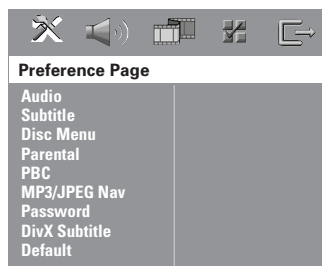 Preference Page
Audio
Subtitle
Disc Menu
Parental
PBC
MP3/JPEG Nav
Password
DivX Subtitle
Default